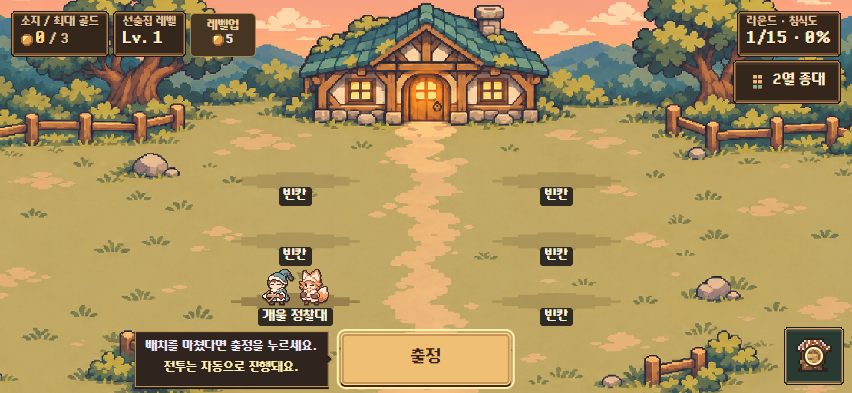 소지 / 최대 골드
0 / 3
선술집 레벨
Lv. 1
레벨업
5
라운드 · 침식도
1/15 · 0%
2열 종대
빈칸
빈칸
빈칸
빈칸
개울 정찰대
빈칸
배치를 마쳤다면 출정을 누르세요.
전투는 자동으로 진행돼요.
출정